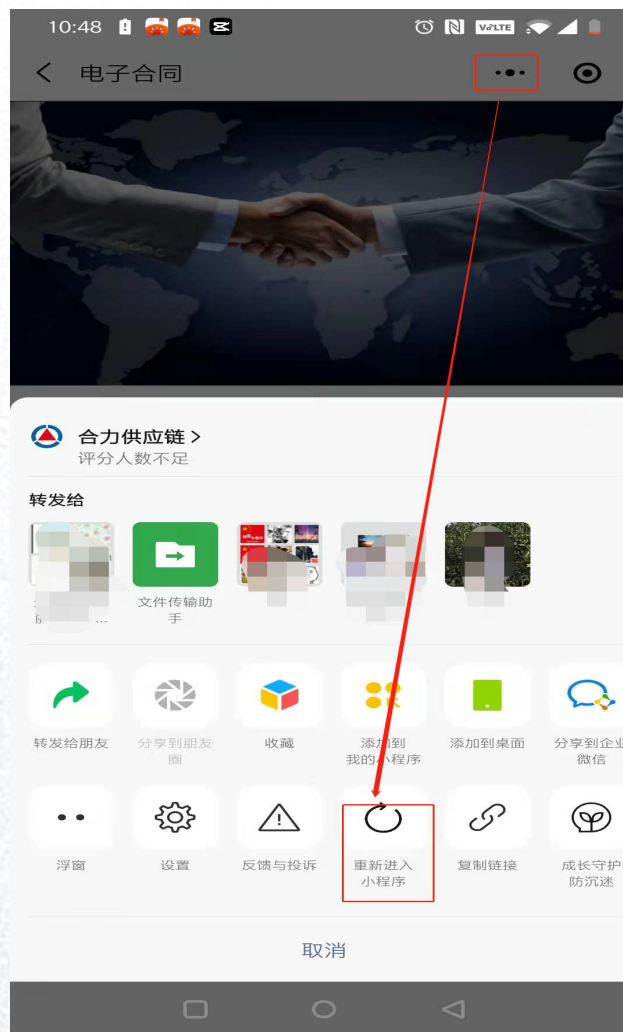 10:48
VoLTE
电子合同
合力供应链
评分人数不足
转发给
...
文件传输助
手
转发给朋友
分享到朋友
圈
收藏
添加到
我的小程序
添加到桌面
分享到企业
微信
浮窗
设置
反馈与投诉
重新进入
小程序
复制链接
成长守护
防沉迷
取消